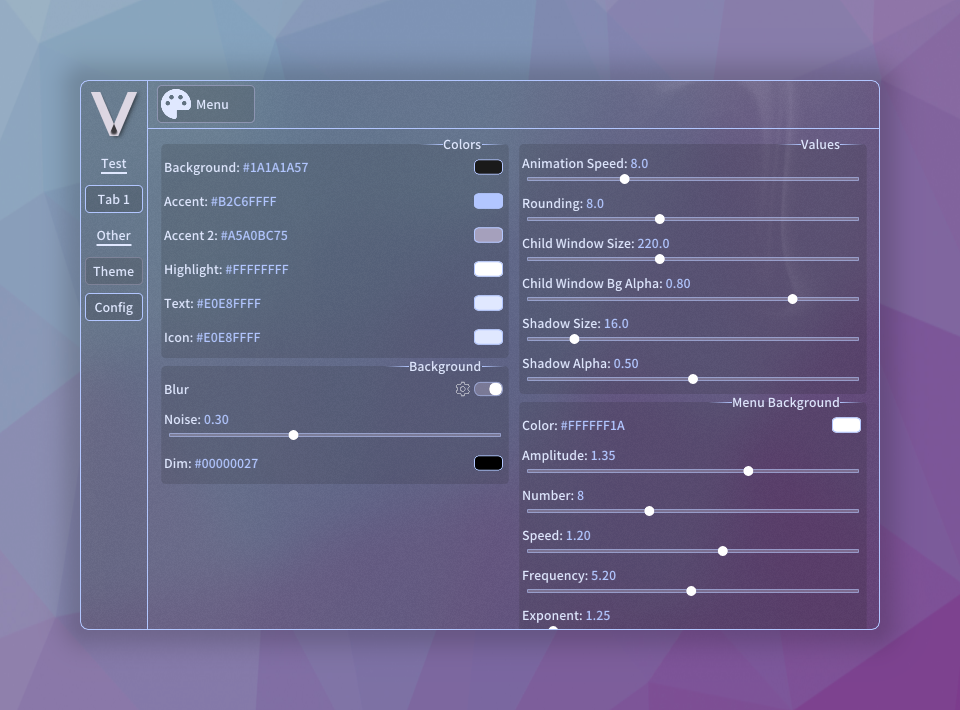 V
Menu
Test
Tab 1
Other
Theme
Config
Colors
Background: #1A1A1A57
Accent: #B2C6FFFF
Accent 2: #A5A0BC75
Highlight: #FFFFFFFF
Text: #E0E8FFFF
Icon: #E0E8FFFF
Background
Blur
Noise: 0.30
Dim: #00000027
Values
Animation Speed: 8.0
Rounding: 8.0
Child Window Size: 220.0
Child Window Bg Alpha: 0.80
Shadow Size: 16.0
Shadow Alpha: 0.50
Menu Background
Color: #FFFFFF1A
Amplitude: 1.35
Number: 8
Speed: 1.20
Frequency: 5.20
Exponent: 1.25